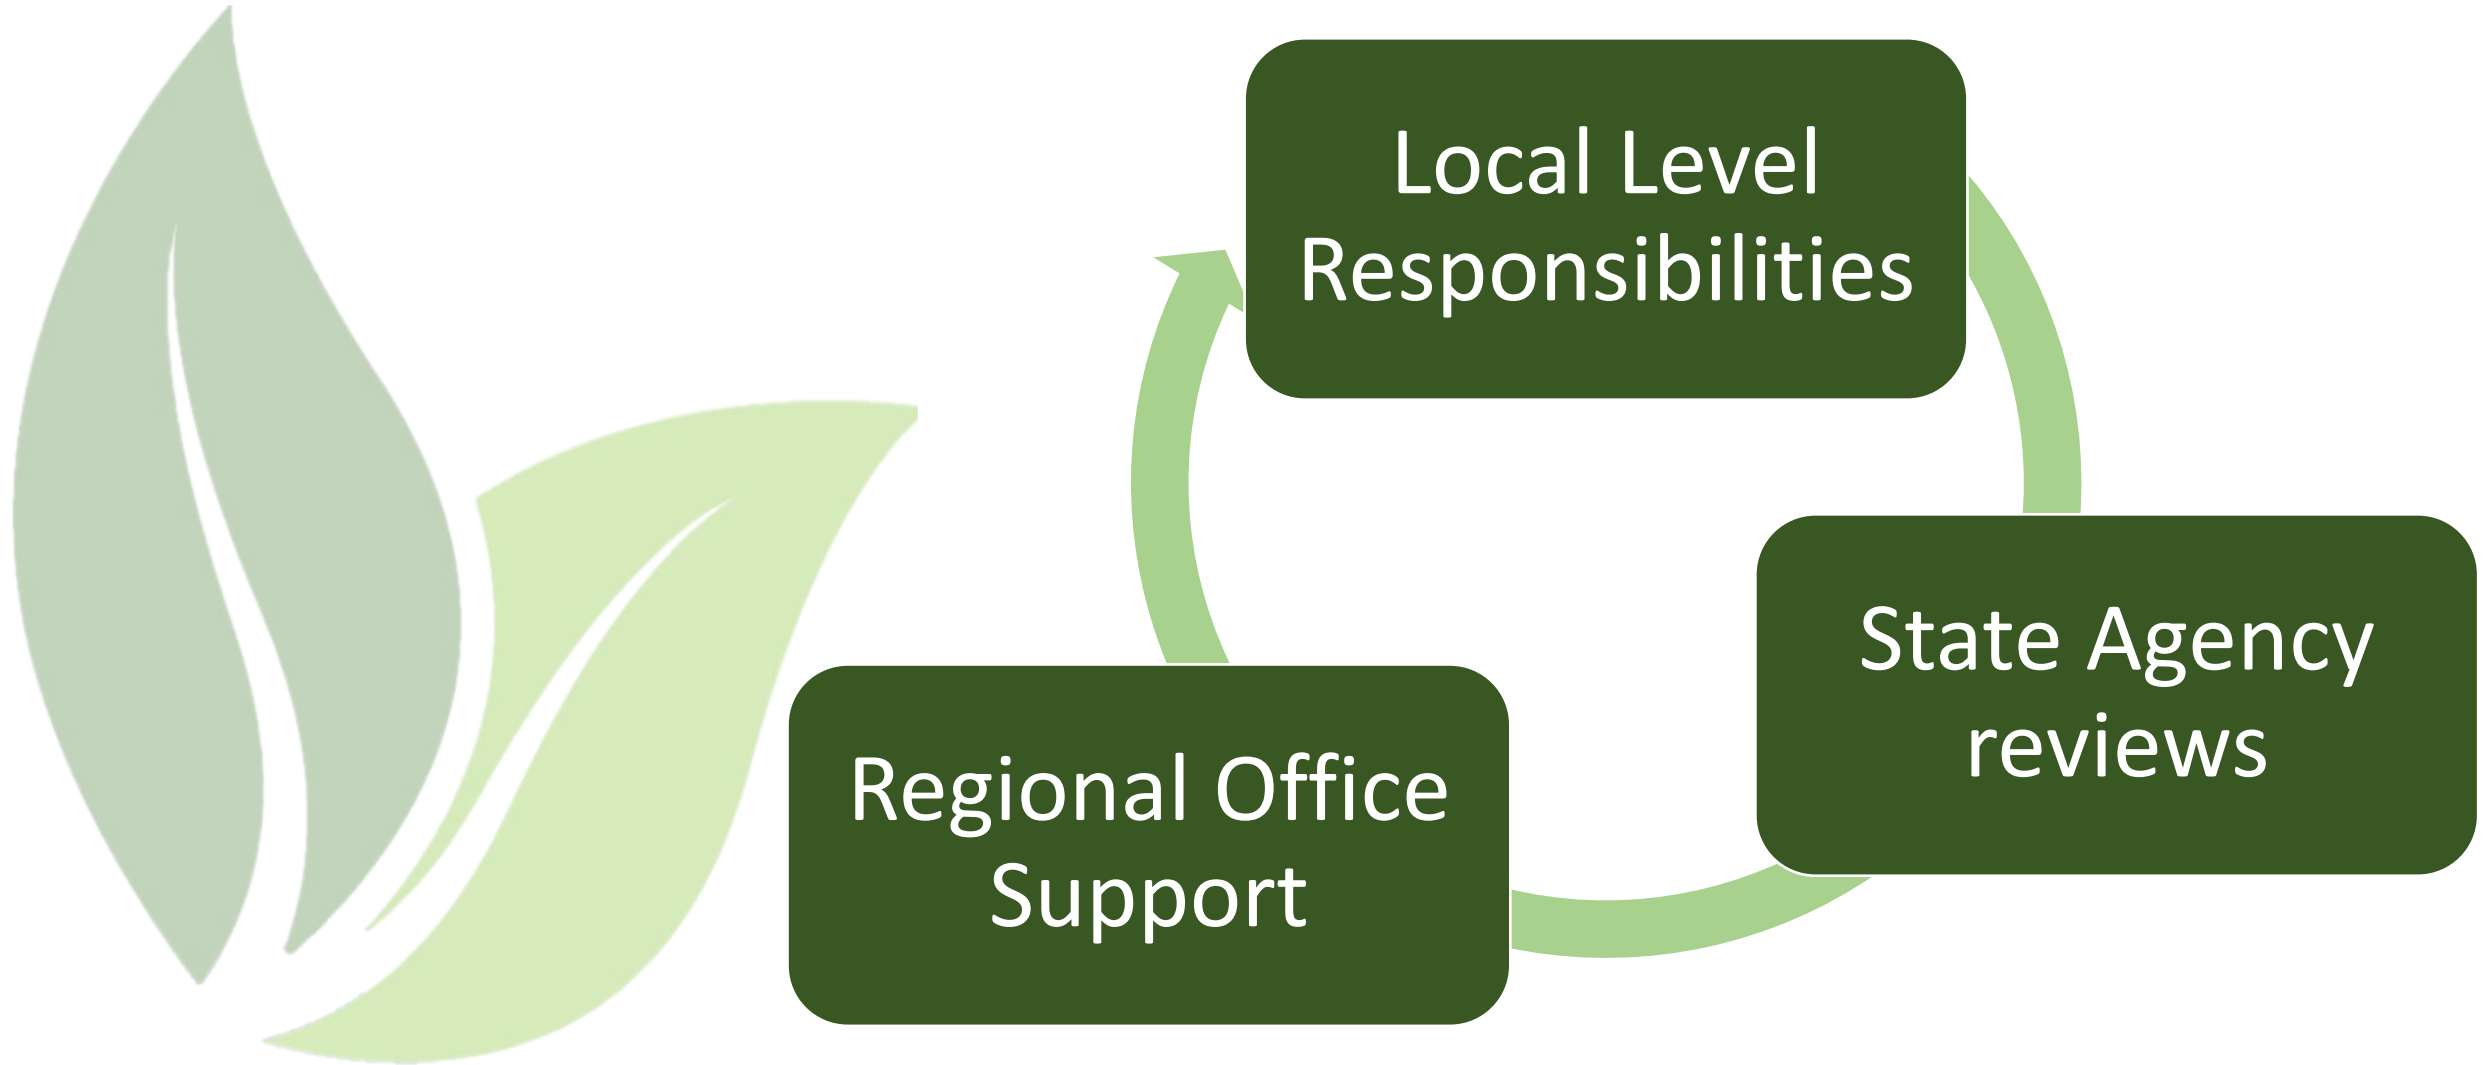 Local Level
Responsibilities
State Agency
reviews
Regional Office
Support